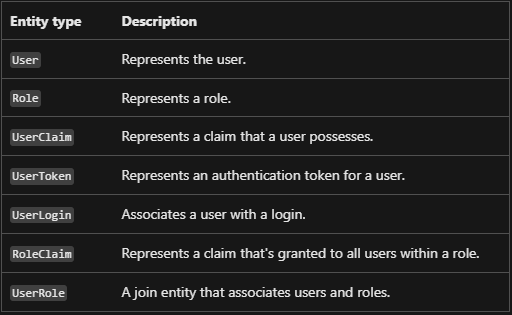 Entity type Description
User Represents the user.
Role Represents a role.
UserClaim Represents a claim that a user possesses.
UserToken Represents an authentication token for a user.
UserLogin Associates a user with a login.
RoleClaim Represents a claim that's granted to all users within a role.
UserRole A join entity that associates users and roles.